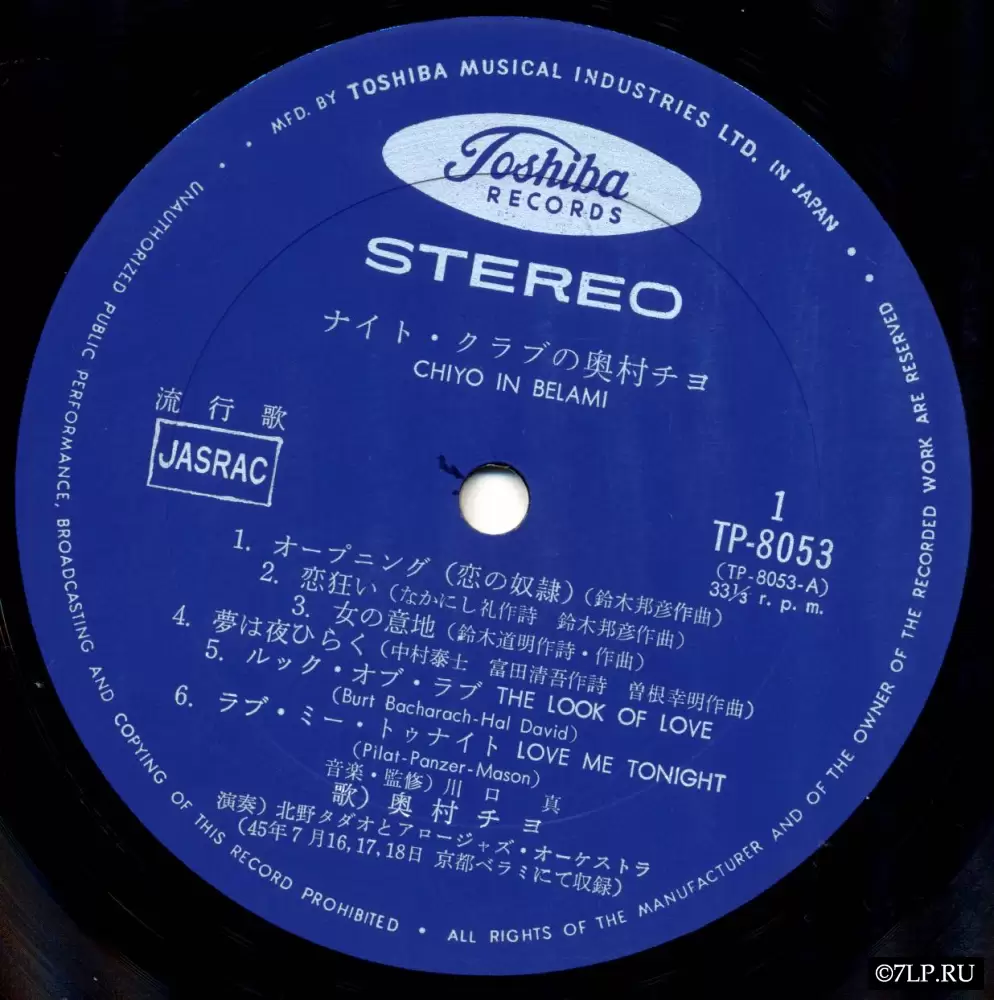 MFD. BY TOSHIBA MUSICAL INDUSTRIES LTD. IN JAPAN
Toshiba
RECORDS
STEREO
ナイト・クラブの奥村チヨ
CHIYO IN BELAMI
流行歌
JASRAC
1
TP-8053
(TP-8053-A)
33⅓ r. p. m.
1. オープニング (恋の奴隷) (鈴木邦彦作曲)
2. 恋狂い (なかにし礼作詩 鈴木邦彦作曲)
3. 女の意地 (鈴木道明作詩・作曲)
4. 夢は夜ひらく (中村泰士 富田清吾作詩 曽根幸明作曲)
5. ルック・オブ・ラブ THE LOOK OF LOVE
(Burt Bacharach-Hal David)
6. ラブ・ミー・トゥナイト LOVE ME TONIGHT
(Pilat-Panzer-Mason)
音楽・監修) 川口 真
歌) 奥村チヨ
演奏) 北野タダオとアロージャズ・オーケストラ
(45年7月16,17,18日 京都ベラミにて収録)
UNAUTHORIZED PUBLIC PERFORMANCE, BROADCASTING AND COPYING OF THIS RECORD PROHIBITED • ALL RIGHTS OF THE MANUFACTURER AND OF THE OWNER OF THE RECORDED WORK ARE RESERVED
©7LP.RU